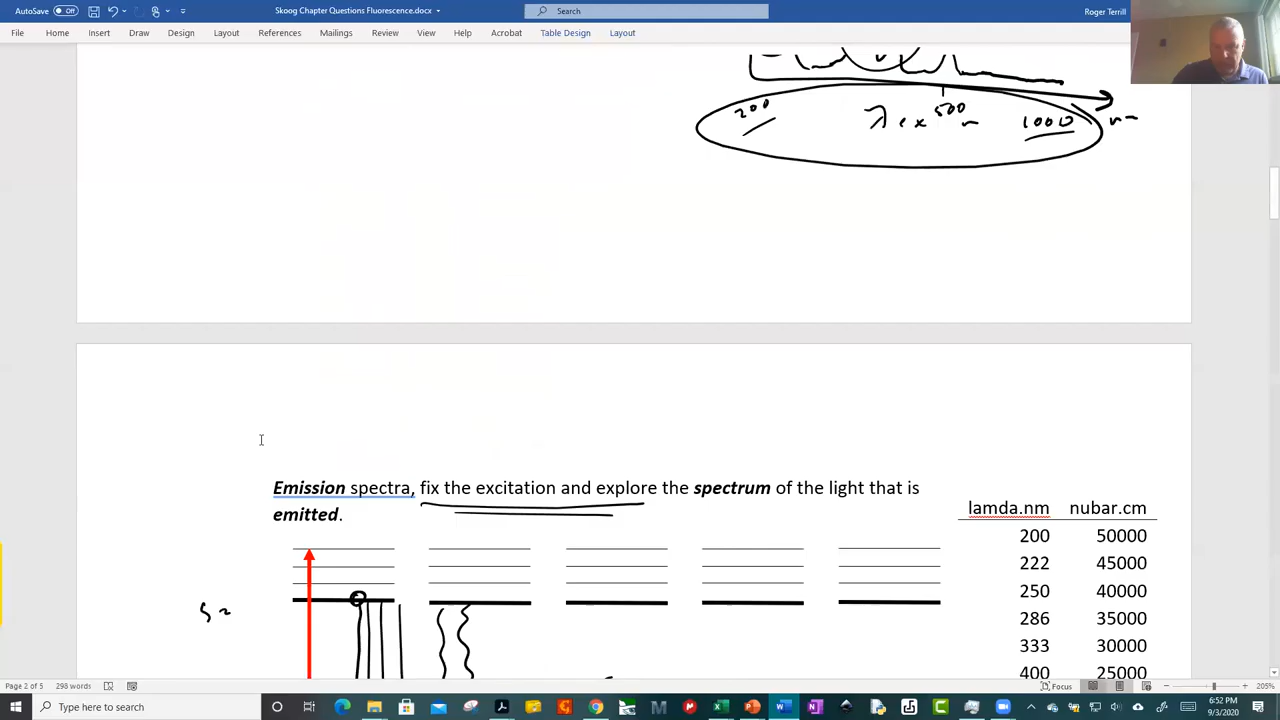 AutoSave Off
Skoog Chapter Questions Fluorescence.docx
Search
Roger Terrill
File Home Insert Draw Design Layout References Mailings Review View Help Acrobat Table Design Layout
200 λex 500 1000 nm
Emission spectra, fix the excitation and explore the spectrum of the light that is
emitted.
lamda.nm nubar.cm
200 50000
222 45000
250 40000
286 35000
333 30000
400 25000
Page 2 of 5 298 words Focus 205%
Type here to search
6:52 PM
9/3/2020